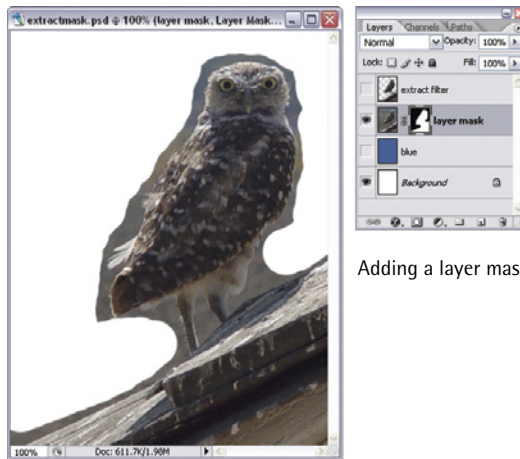 extractmask.psd @ 100% (layer mask, Layer Mask...
100%
Doc: 611.7K/1.98M
Layers Channels Paths
Normal Opacity: 100%
Lock: Fill: 100%
extract filter
layer mask
blue
Background
Adding a layer mas